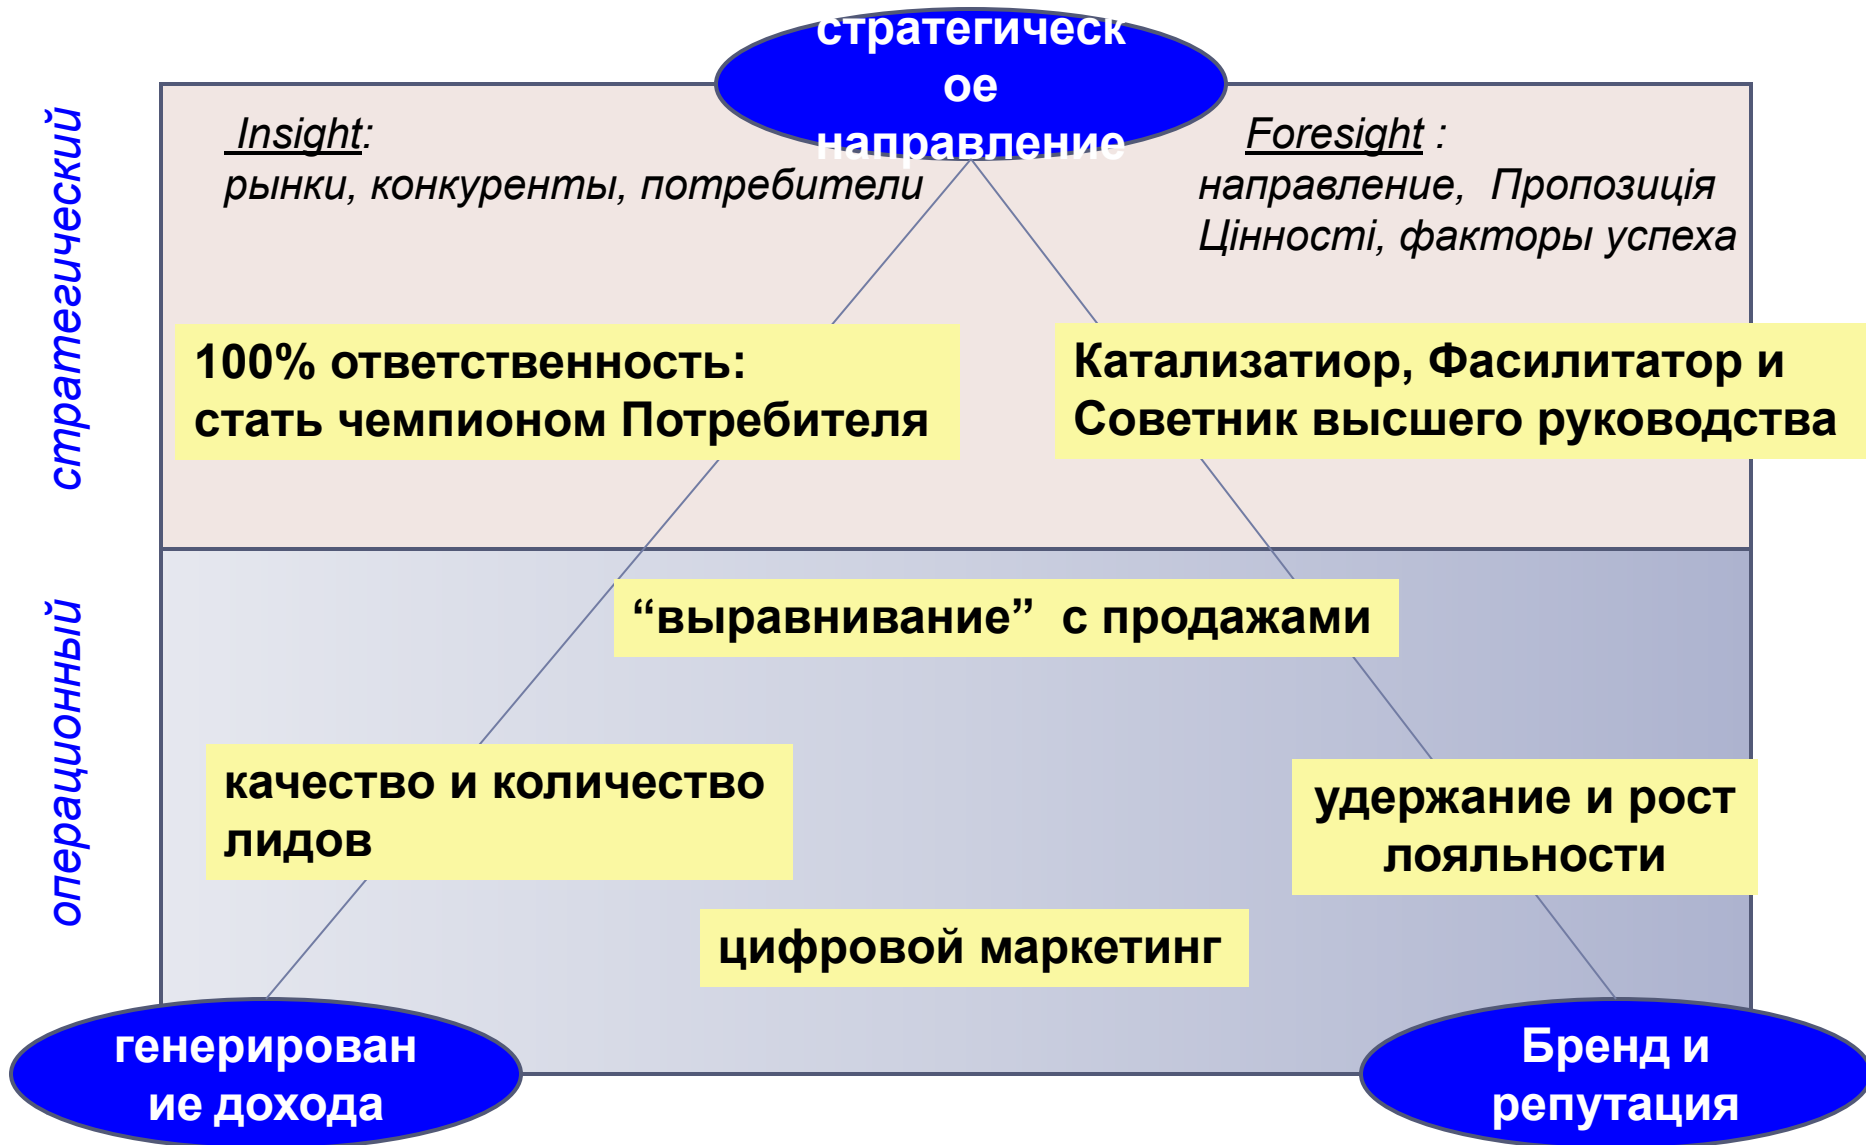 стратегическ
ое
направление
стратегический
Insight:
рынки, конкуренты, потребители
Foresight :
направление, Пропозиція
Цінності, факторы успеха
100% ответственность:
стать чемпионом Потребителя
Катализатиор, Фасилитатор и
Советник высшего руководства
операционный
“выравнивание” с продажами
качество и количество
лидов
удержание и рост
лояльности
цифровой маркетинг
генерирован
ие дохода
Бренд и
репутация